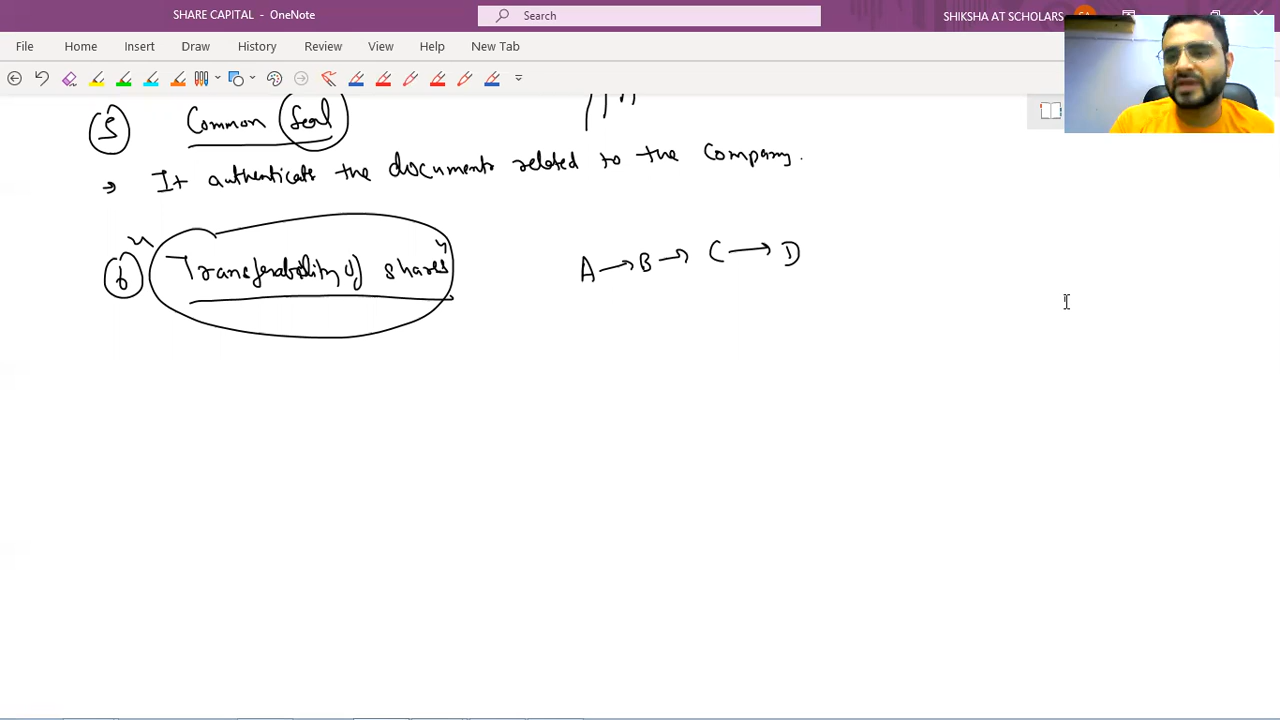 SHARE CAPITAL - OneNote
Search
SHIKSHA AT SCHOLARS
File Home Insert Draw History Review View Help New Tab
5 Common Seal
→ It authenticate the documents related to the company.
6 "Transferability of shares" A → B → C → D